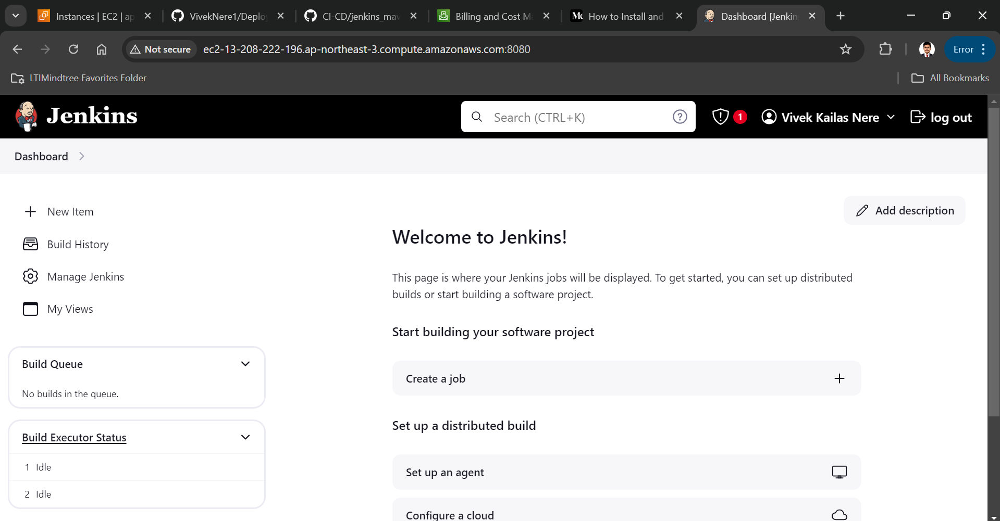 Instances | EC2 | ap
VivekNere1/Deploy
CI-CD/jenkins_mav
Billing and Cost Ma
How to Install and
Dashboard [Jenkins
Not secure
ec2-13-208-222-196.ap-northeast-3.compute.amazonaws.com:8080
Error
LTIMindtree Favorites Folder
All Bookmarks
Jenkins
Search (CTRL+K)
1
Vivek Kailas Nere
log out
Dashboard
New Item
Build History
Manage Jenkins
My Views
Build Queue
No builds in the queue.
Build Executor Status
1 Idle
2 Idle
Add description
Welcome to Jenkins!
This page is where your Jenkins jobs will be displayed. To get started, you can set up distributed
builds or start building a software project.
Start building your software project
Create a job
Set up a distributed build
Set up an agent
Configure a cloud